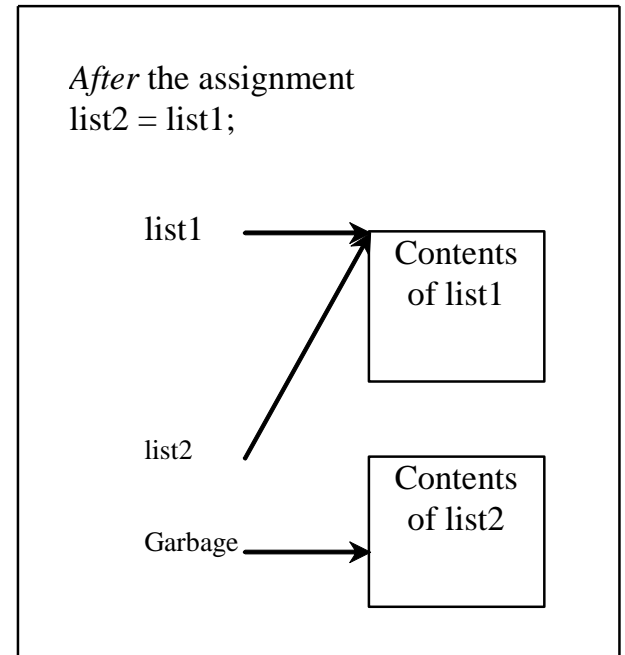 After the assignment
list2 = list1;
list1
Contents
of list1
list2
Contents
of list2
Garbage